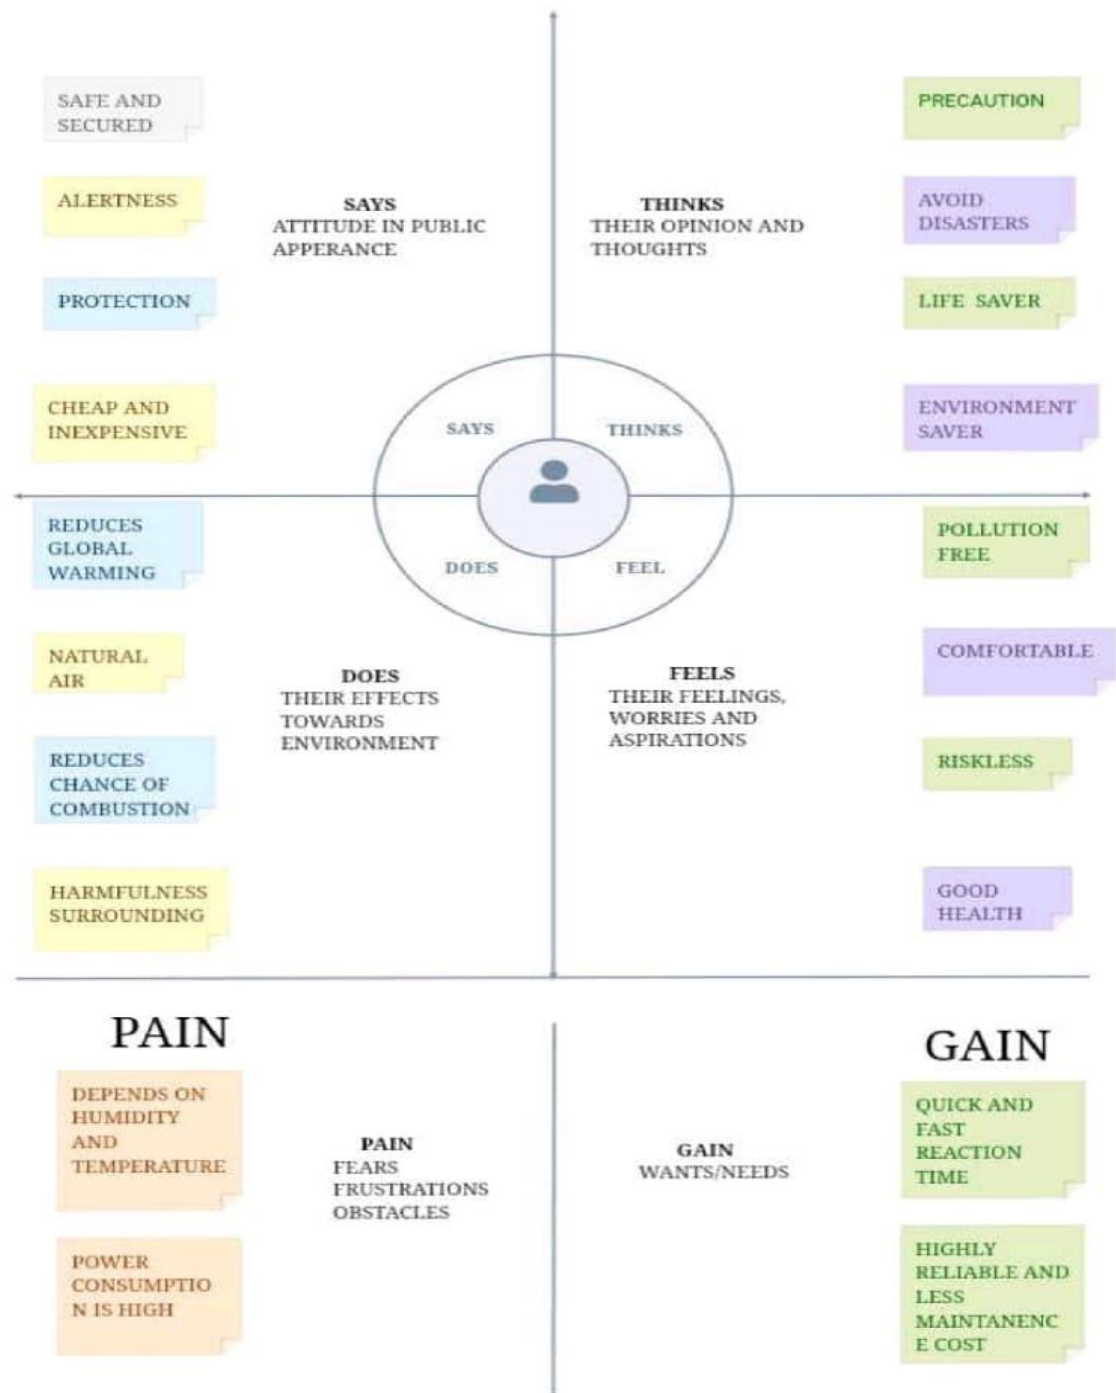 SAFE AND
SECURED
ALERTNESS
PROTECTION
CHEAP AND
INEXPENSIVE
SAYS
ATTITUDE IN PUBLIC
APPERANCE
THINKS
THEIR OPINION AND
THOUGHTS
PRECAUTION
AVOID
DISASTERS
LIFE SAVER
ENVIRONMENT
SAVER
SAYS
THINKS
DOES
FEEL
REDUCES
GLOBAL
WARMING
NATURAL
AIR
REDUCES
CHANCE OF
COMBUSTION
HARMFULNESS
SURROUNDING
DOES
THEIR EFFECTS
TOWARDS
ENVIRONMENT
FEELS
THEIR FEELINGS,
WORRIES AND
ASPIRATIONS
POLLUTION
FREE
COMFORTABLE
RISKLESS
GOOD
HEALTH
PAIN
DEPENDS ON
HUMIDITY
AND
TEMPERATURE
POWER
CONSUMPTIO
N IS HIGH
PAIN
FEARS
FRUSTRATIONS
OBSTACLES
GAIN
WANTS/NEEDS
GAIN
QUICK AND
FAST
REACTION
TIME
HIGHLY
RELIABLE AND
LESS
MAINTANENC
E COST